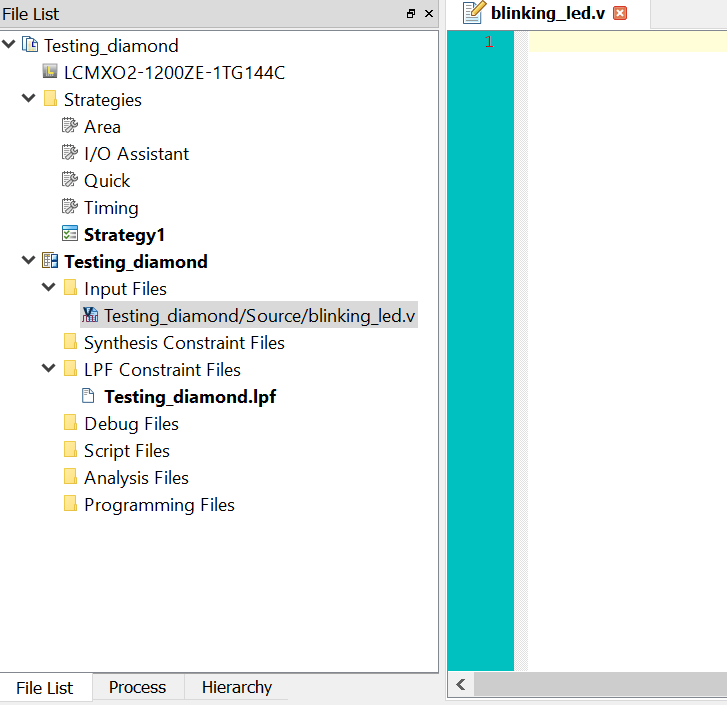 File List
Testing_diamond
LCMXO2-1200ZE-1TG144C
Strategies
Area
I/O Assistant
Quick
Timing
Strategy1
Testing_diamond
Input Files
Testing_diamond/Source/blinking_led.v
Synthesis Constraint Files
LPF Constraint Files
Testing_diamond.lpf
Debug Files
Script Files
Analysis Files
Programming Files
File List Process Hierarchy
blinking_led.v
1